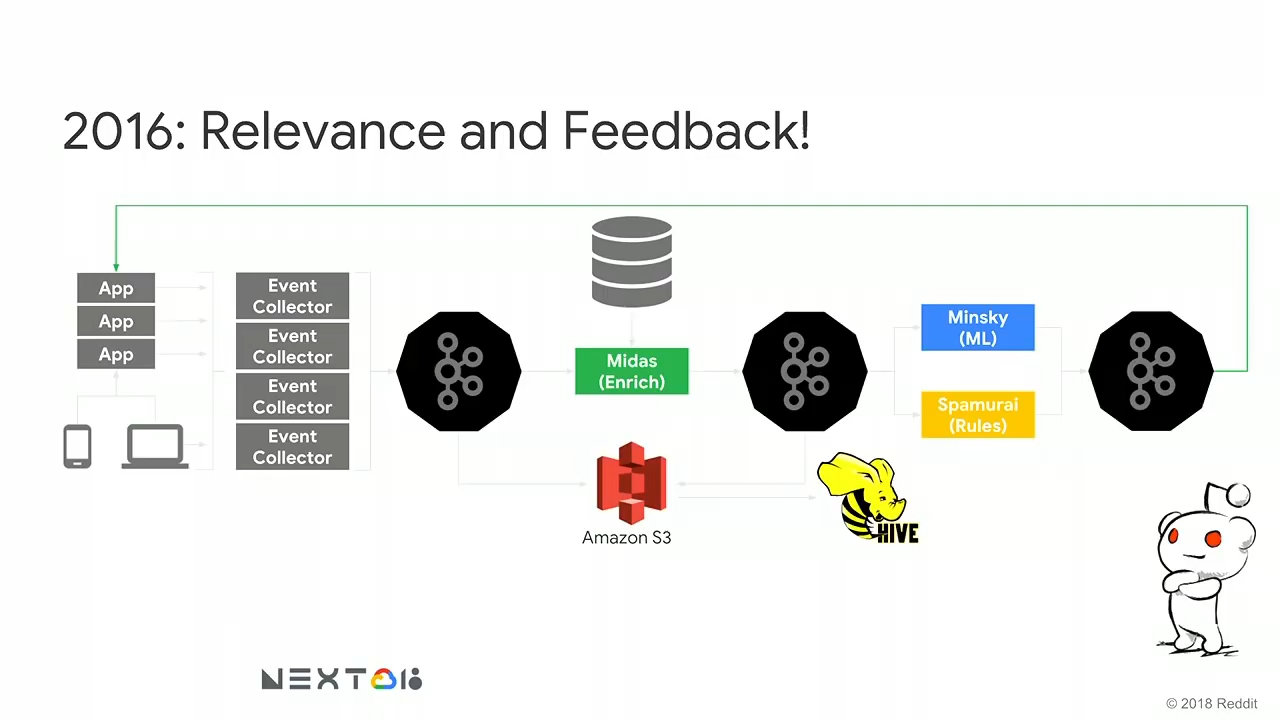 2016: Relevance and Feedback!
App
App
App
Event
Collector
Event
Collector
Event
Collector
Event
Collector
Midas
(Enrich)
Minsky
(ML)
Spamurai
(Rules)
Amazon S3
HIVE
NEXT 18
© 2018 Reddit